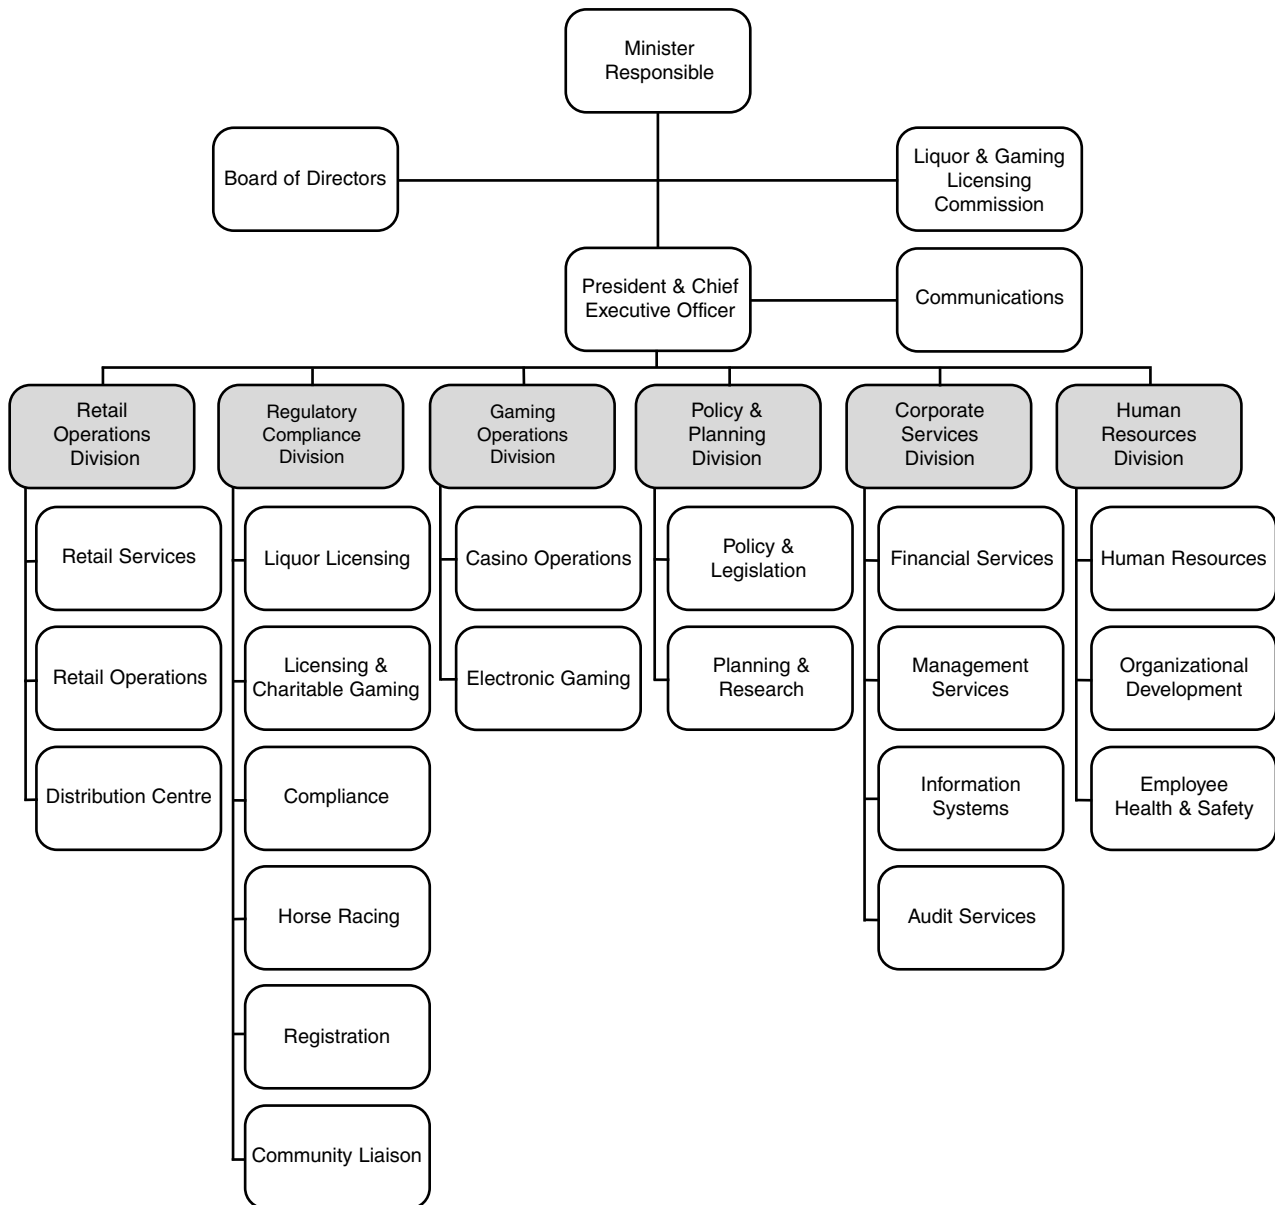 Minister
Responsible
Board of Directors
Liquor & Gaming
Licensing
Commission
President & Chief
Executive Officer
Communications
Retail
Operations
Division
Regulatory
Compliance
Division
Gaming
Operations
Division
Policy &
Planning
Division
Corporate
Services
Division
Human
Resources
Division
Retail Services
Retail Operations
Distribution Centre
Liquor Licensing
Licensing &
Charitable Gaming
Compliance
Horse Racing
Registration
Community Liaison
Casino Operations
Electronic Gaming
Policy &
Legislation
Planning &
Research
Financial Services
Management
Services
Information
Systems
Audit Services
Human Resources
Organizational
Development
Employee
Health & Safety